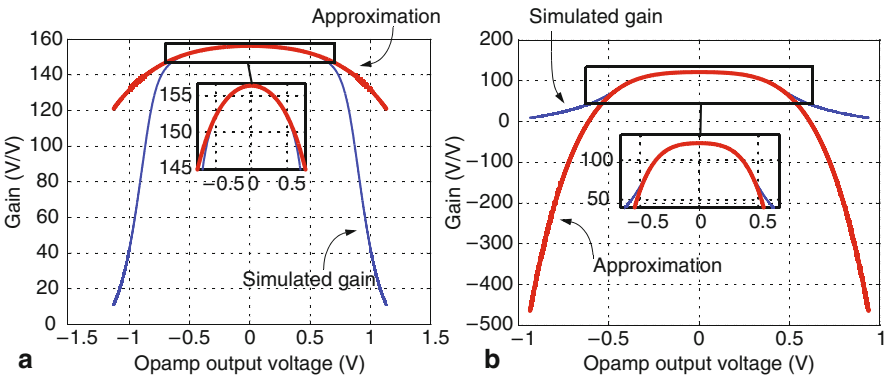 Approximation
160
140
120
100
80
60
40
20
0
Gain (V/V)
155
150
145
−0.5 0 0.5
Simulated gain
−1.5 −1 −0.5 0 0.5 1 1.5
a Opamp output voltage (V)
Simulated gain
200
100
0
−100
−200
−300
−400
−500
Gain (V/V)
100
50
−0.5 0 0.5
Approximation
−1 −0.5 0 0.5 1
b Opamp output voltage (V)